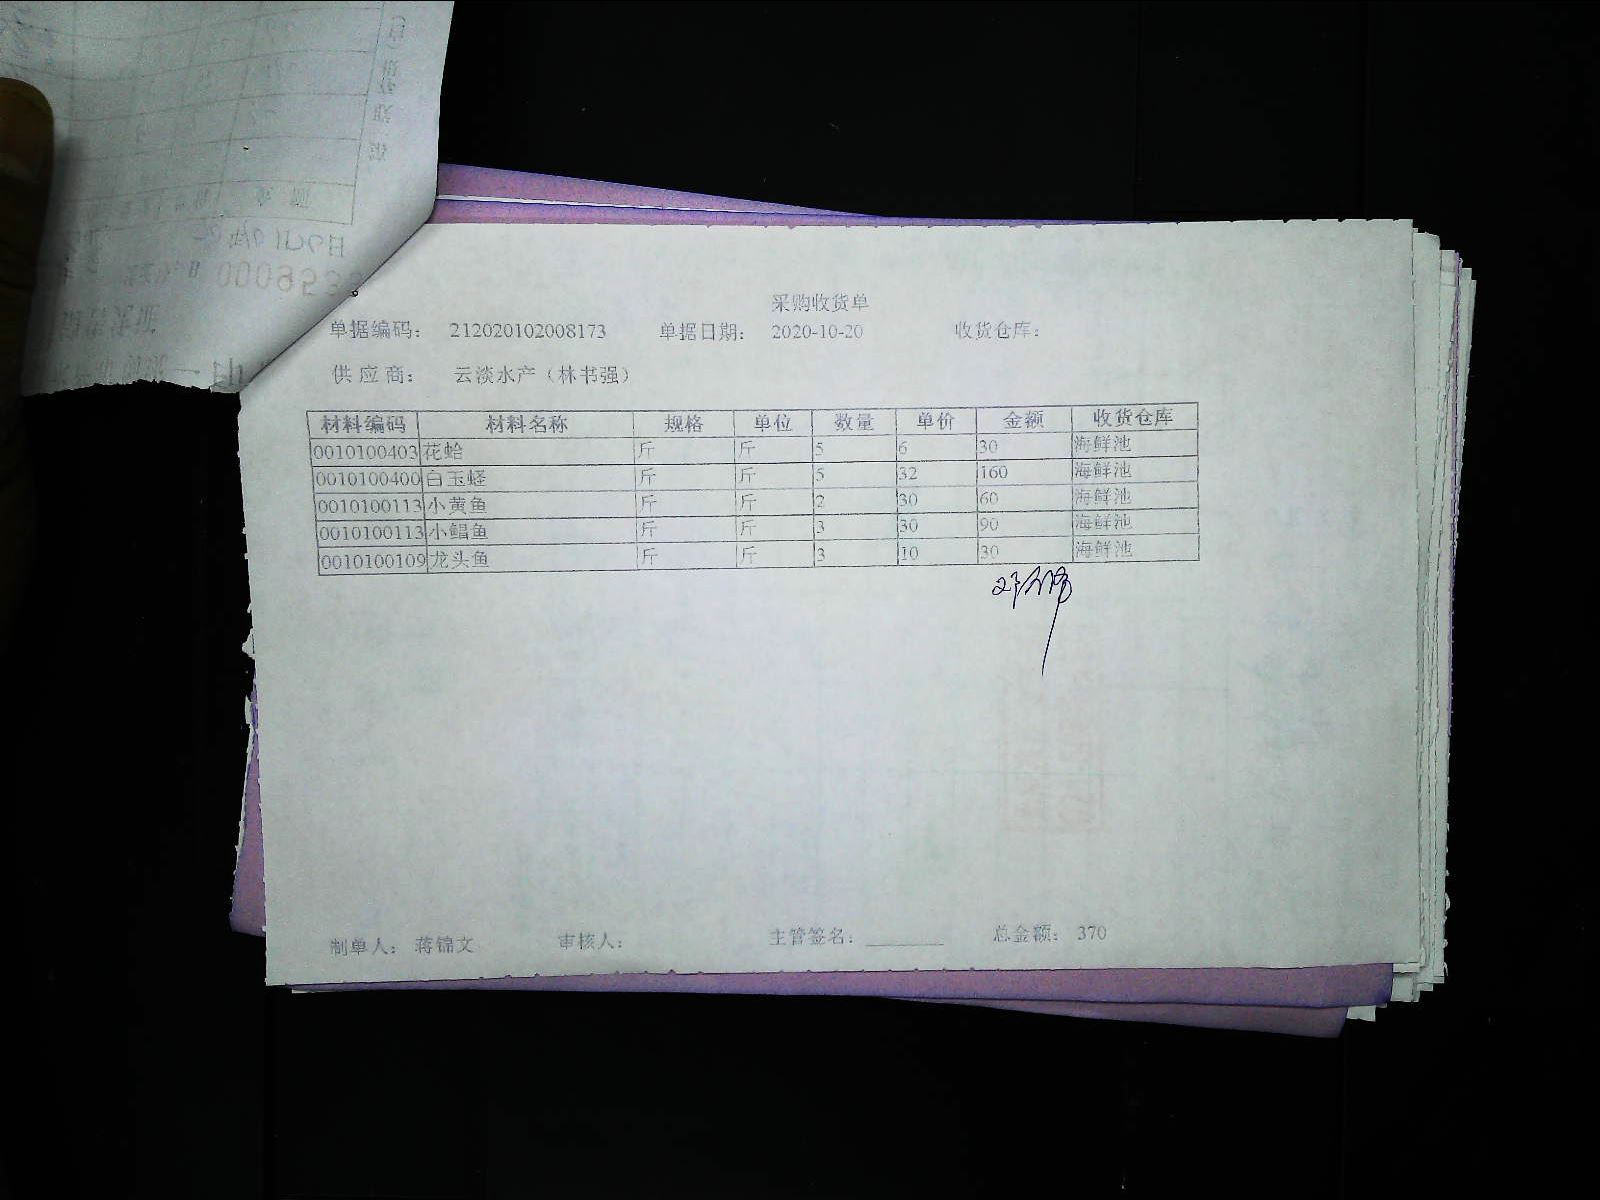 采购收货单
单据编码： 212020102008173 单据日期： 2020-10-20 收货仓库：
供应商： 云淡水产（林书强）
材料编码 材料名称 规格 单位 数量 单价 金额 收货仓库
0010100403 花蛤 斤 斤 5 6 30 海鲜池
0010100400 白玉蛏 斤 斤 5 32 160 海鲜池
0010100113 小黄鱼 斤 斤 2 30 60 海鲜池
0010100113 小鲳鱼 斤 斤 3 30 90 海鲜池
0010100109 龙头鱼 斤 斤 3 10 30 海鲜池
制单人： 蒋锦文 审核人： 主管签名： ________ 总金额： 370